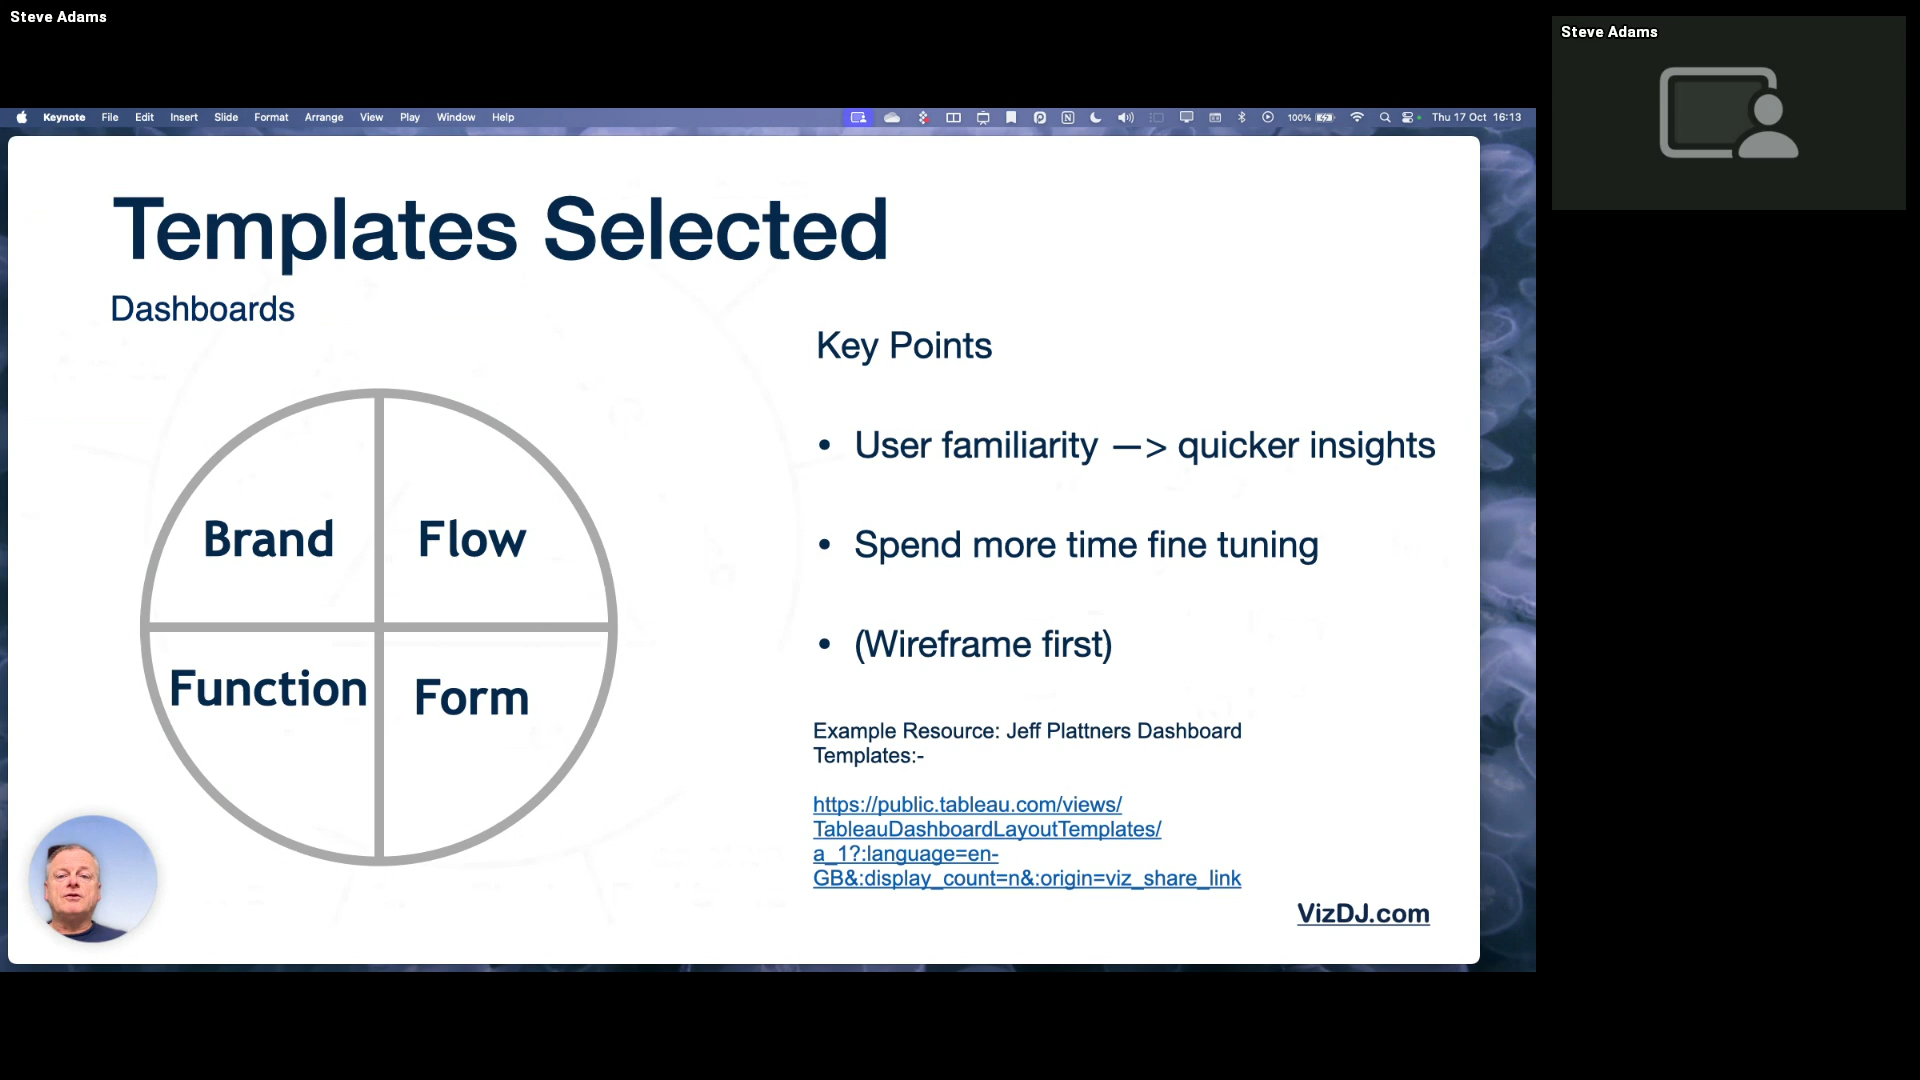 Steve Adams
Steve Adams
Keynote File Edit Insert Slide Format Arrange View Play Window Help 100% Thu 17 Oct 16:13
Templates Selected
Dashboards
Key Points
• User familiarity —> quicker insights
• Spend more time fine tuning
• (Wireframe first)
Brand Flow
Function Form
Example Resource: Jeff Plattners Dashboard
Templates:-
https://public.tableau.com/views/
TableauDashboardLayoutTemplates/
a_1?:language=en-
GB&:display_count=n&:origin=viz_share_link
VizDJ.com